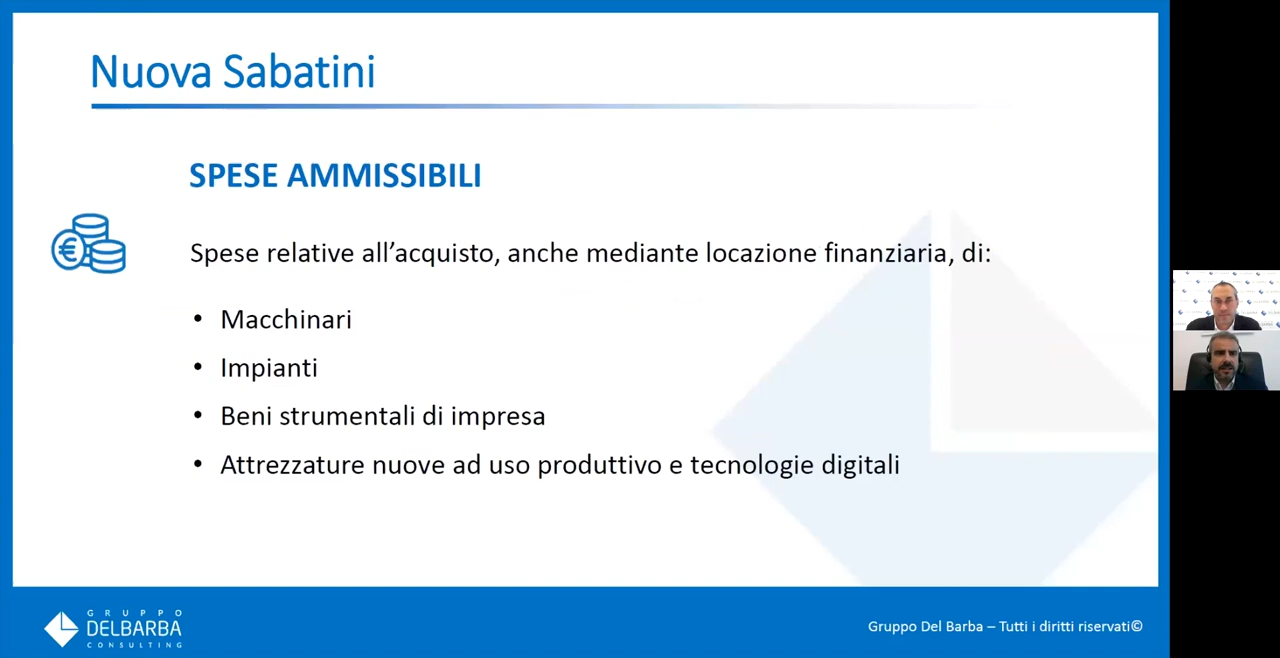 Nuova Sabatini
SPESE AMMISSIBILI
€
Spese relative all’acquisto, anche mediante locazione finanziaria, di:
• Macchinari
• Impianti
• Beni strumentali di impresa
• Attrezzature nuove ad uso produttivo e tecnologie digitali
GRUPPO
DELBARBA
CONSULTING
Gruppo Del Barba – Tutti i diritti riservati©